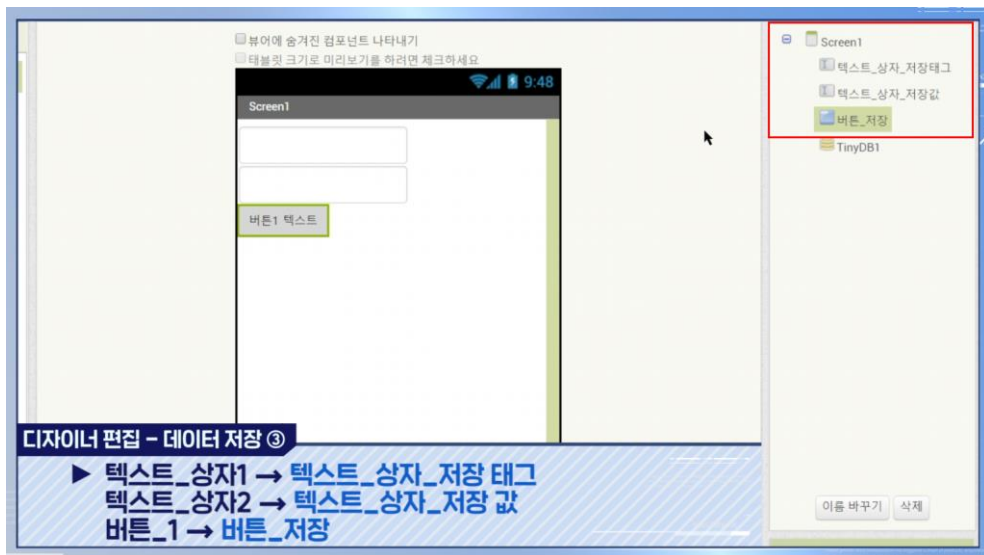 뷰어에 숨겨진 컴포넌트 나타내기
태블릿 크기로 미리보기를 하려면 체크하세요
9:48
Screen1
버튼1 텍스트
Screen1
텍스트_상자_저장태그
텍스트_상자_저장값
버튼_저장
TinyDB1
이름 바꾸기 삭제
디자이너 편집 – 데이터 저장 ③
▶ 텍스트_상자1 → 텍스트_상자_저장 태그
텍스트_상자2 → 텍스트_상자_저장 값
버튼_1 → 버튼_저장